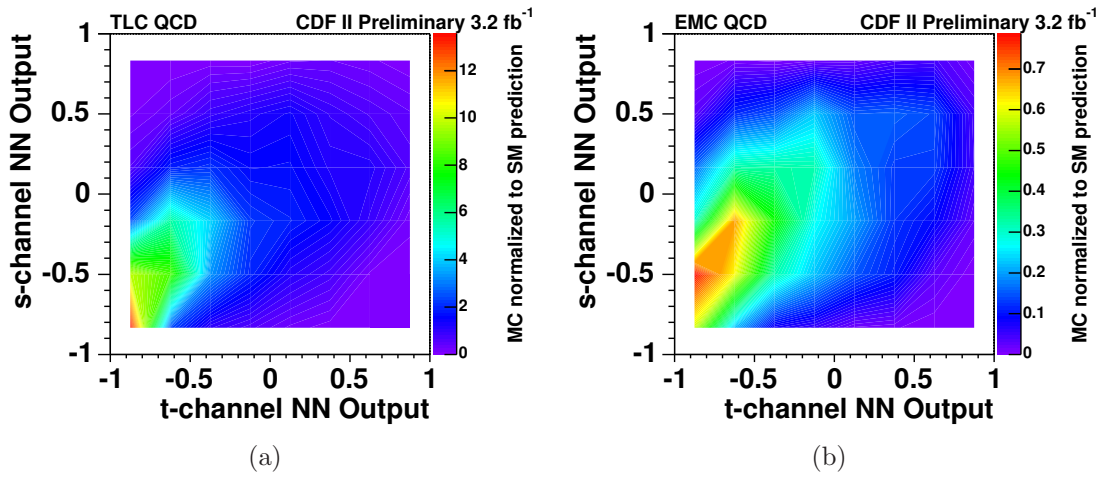 TLC QCD CDF II Preliminary 3.2 fb-1
1
0.5
0
-0.5
-1
s-channel NN Output
-1 -0.5 0 0.5 1
t-channel NN Output
12
10
8
6
4
2
0
MC normalized to SM prediction
(a)
EMC QCD CDF II Preliminary 3.2 fb-1
1
0.5
0
-0.5
-1
s-channel NN Output
-1 -0.5 0 0.5 1
t-channel NN Output
0.7
0.6
0.5
0.4
0.3
0.2
0.1
0
MC normalized to SM prediction
(b)